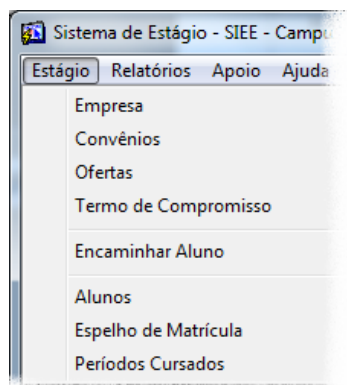 Sistema de Estágio - SIEE - Campu
Estágio Relatórios Apoio Ajuda
Empresa
Convênios
Ofertas
Termo de Compromisso
Encaminhar Aluno
Alunos
Espelho de Matrícula
Períodos Cursados